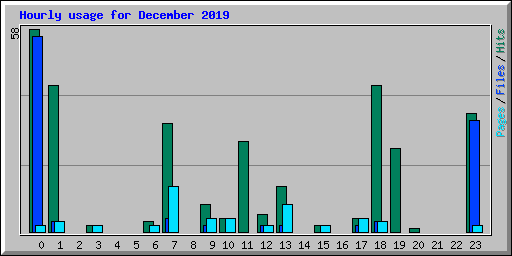 Hourly usage for December 2019
58
Pages/Files/Hits
0 1 2 3 4 5 6 7 8 9 10 11 12 13 14 15 16 17 18 19 20 21 22 23